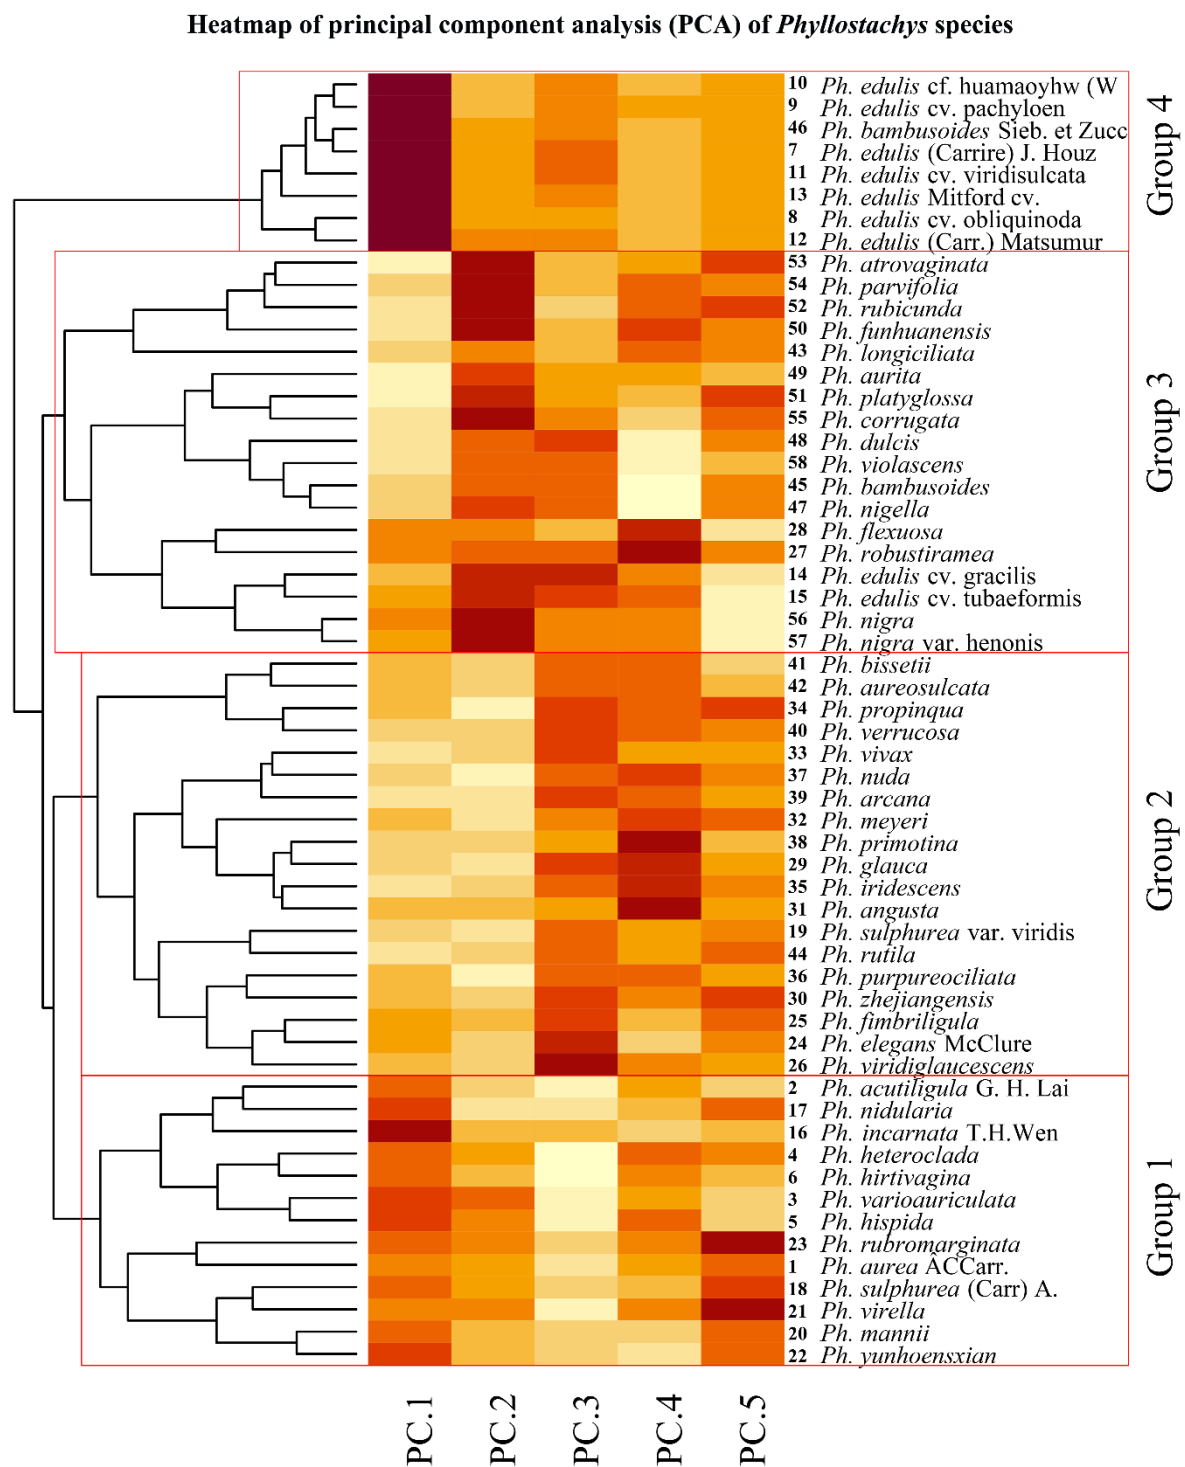 Heatmap of principal component analysis (PCA) of Phyllostachys species
10 Ph. edulis cf. huamaoyhw (W
9 Ph. edulis cv. pachyloen
46 Ph. bambusoides Sieb. et Zucc
7 Ph. edulis (Carrire) J. Houz
11 Ph. edulis cv. viridisulcata
13 Ph. edulis Mitford cv.
8 Ph. edulis cv. obliquinoda
12 Ph. edulis (Carr.) Matsumur
Group 4
53 Ph. atrovaginata
54 Ph. parvifolia
52 Ph. rubicunda
50 Ph. funhuanensis
43 Ph. longiciliata
49 Ph. aurita
51 Ph. platyglossa
55 Ph. corrugata
48 Ph. dulcis
58 Ph. violascens
45 Ph. bambusoides
47 Ph. nigella
28 Ph. flexuosa
27 Ph. robustiramea
14 Ph. edulis cv. gracilis
15 Ph. edulis cv. tubaeformis
56 Ph. nigra
57 Ph. nigra var. henonis
Group 3
41 Ph. bissetii
42 Ph. aureosulcata
34 Ph. propinqua
40 Ph. verrucosa
33 Ph. vivax
37 Ph. nuda
39 Ph. arcana
32 Ph. meyeri
38 Ph. primotina
29 Ph. glauca
35 Ph. iridescens
31 Ph. angusta
19 Ph. sulphurea var. viridis
44 Ph. rutila
36 Ph. purpureociliata
30 Ph. zhejiangensis
25 Ph. fimbriligula
24 Ph. elegans McClure
26 Ph. viridiglaucescens
Group 2
2 Ph. acutiligula G. H. Lai
17 Ph. nidularia
16 Ph. incarnata T.H.Wen
4 Ph. heteroclada
6 Ph. hirtivagina
3 Ph. varioauriculata
5 Ph. hispida
23 Ph. rubromarginata
1 Ph. aurea ÂCCarr.
18 Ph. sulphurea (Carr) A.
21 Ph. virella
20 Ph. mannii
22 Ph. yunhoensxian
Group 1
PC.1
PC.2
PC.3
PC.4
PC.5